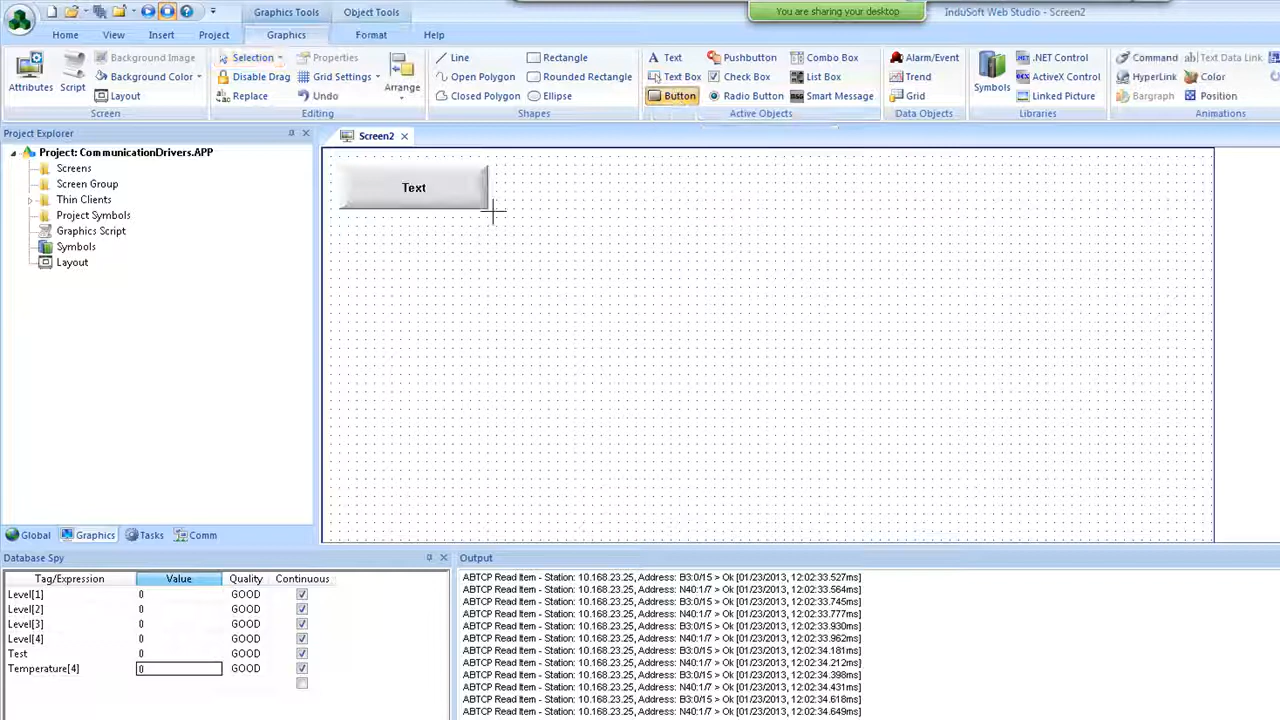 Graphics Tools
Object Tools
You are sharing your desktop
InduSoft Web Studio - Screen2
Home
View
Insert
Project
Graphics
Format
Help
Attributes
Script
Background Image
Background Color
Layout
Screen
Selection
Disable Drag
Replace
Properties
Grid Settings
Undo
Arrange
Editing
Line
Open Polygon
Closed Polygon
Rectangle
Rounded Rectangle
Ellipse
Shapes
Text
Text Box
Button
Pushbutton
Check Box
Radio Button
Combo Box
List Box
Smart Message
Active Objects
Alarm/Event
Trend
Grid
Data Objects
Symbols
.NET Control
ActiveX Control
Linked Picture
Libraries
Command
HyperLink
Bargraph
Text Data Link
Color
Position
Animations
Project Explorer
Project: CommunicationDrivers.APP
Screens
Screen Group
Thin Clients
Project Symbols
Graphics Script
Symbols
Layout
Global
Graphics
Tasks
Comm
Screen2
Text
Database Spy
Tag/Expression Value Quality Continuous
Level[1] 0 GOOD
Level[2] 0 GOOD
Level[3] 0 GOOD
Level[4] 0 GOOD
Test 0 GOOD
Temperature[4] 0 GOOD
Output
ABTCP Read Item - Station: 10.168.23.25, Address: B3:0/15 > Ok [01/23/2013, 12:02:33.527ms]
ABTCP Read Item - Station: 10.168.23.25, Address: N40:1/7 > Ok [01/23/2013, 12:02:33.564ms]
ABTCP Read Item - Station: 10.168.23.25, Address: B3:0/15 > Ok [01/23/2013, 12:02:33.745ms]
ABTCP Read Item - Station: 10.168.23.25, Address: N40:1/7 > Ok [01/23/2013, 12:02:33.777ms]
ABTCP Read Item - Station: 10.168.23.25, Address: B3:0/15 > Ok [01/23/2013, 12:02:33.930ms]
ABTCP Read Item - Station: 10.168.23.25, Address: N40:1/7 > Ok [01/23/2013, 12:02:33.962ms]
ABTCP Read Item - Station: 10.168.23.25, Address: B3:0/15 > Ok [01/23/2013, 12:02:34.181ms]
ABTCP Read Item - Station: 10.168.23.25, Address: N40:1/7 > Ok [01/23/2013, 12:02:34.212ms]
ABTCP Read Item - Station: 10.168.23.25, Address: B3:0/15 > Ok [01/23/2013, 12:02:34.398ms]
ABTCP Read Item - Station: 10.168.23.25, Address: N40:1/7 > Ok [01/23/2013, 12:02:34.431ms]
ABTCP Read Item - Station: 10.168.23.25, Address: B3:0/15 > Ok [01/23/2013, 12:02:34.618ms]
ABTCP Read Item - Station: 10.168.23.25, Address: N40:1/7 > Ok [01/23/2013, 12:02:34.649ms]